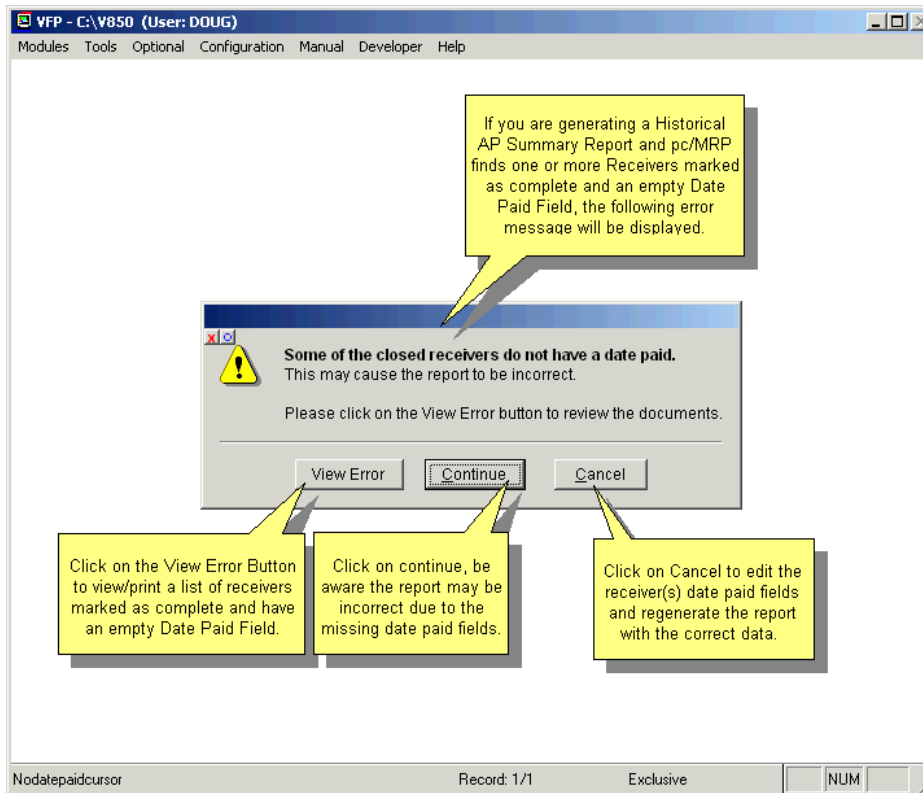 VFP - C:\V850 (User: DOUG)
Modules Tools Optional Configuration Manual Developer Help
If you are generating a Historical
AP Summary Report and pc/MRP
finds one or more Receivers marked
as complete and an empty Date
Paid Field, the following error
message will be displayed.
Some of the closed receivers do not have a date paid.
This may cause the report to be incorrect.
Please click on the View Error button to review the documents.
View Error Continue Cancel
Click on the View Error Button
to view/print a list of receivers
marked as complete and have
an empty Date Paid Field.
Click on continue, be
aware the report may be
incorrect due to the
missing date paid fields.
Click on Cancel to edit the
receiver(s) date paid fields
and regenerate the report
with the correct data.
Nodatepaidcursor Record: 1/1 Exclusive NUM